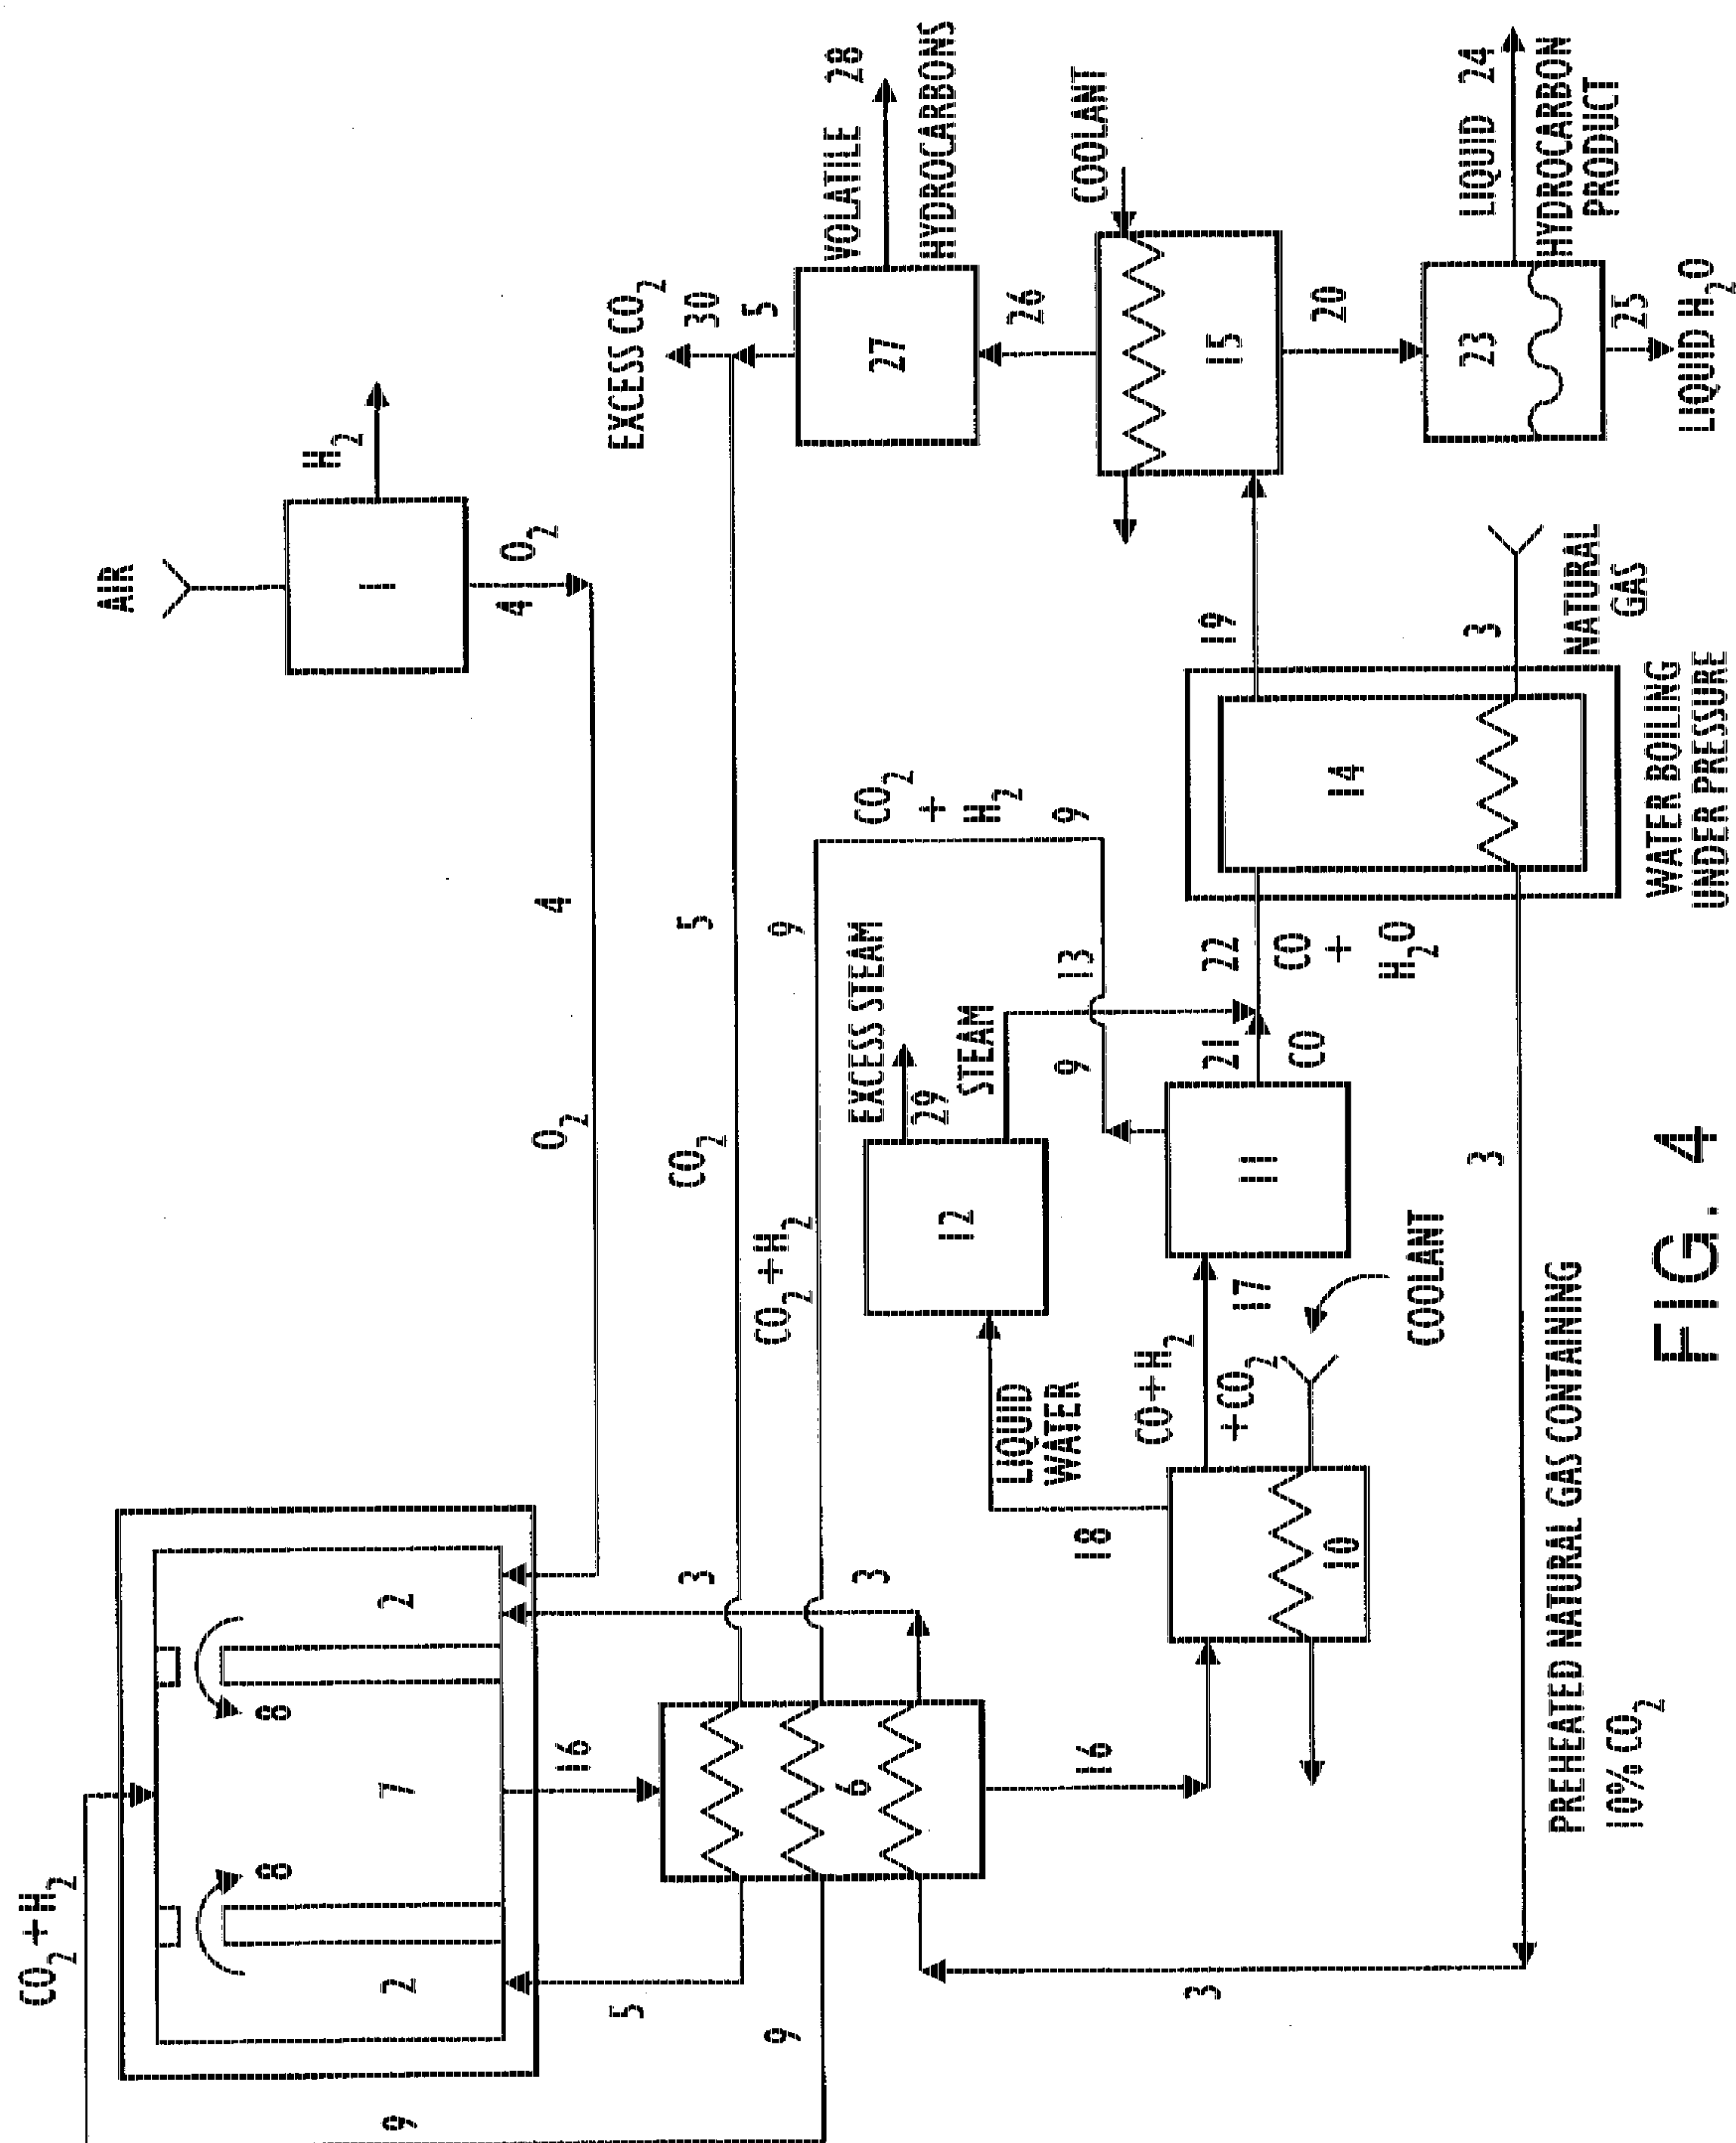 CO2+H2
9
2
8
7
8
2
5
9
16
6
3
3
O2
4
4
O2
AIR
1
H2
CO2
5
CO2+H2
9
CO2
+
H2
9
EXCESS CO2
30
5
27
VOLATILE 28
HYDROCARBONS
26
COOLANT
15
20
23
LIQUID 24
HYDROCARBON
PRODUCT
25
LIQUID H2O
19
3
NATURAL
GAS
14
WATER BOILING
UNDER PRESSURE
EXCESS STEAM
29
STEAM
13
9
12
LIQUID
WATER
18
16
10
CO+H2
+CO2
17
COOLANT
11
21
CO
22
CO
+
H2O
3
3
PREHEATED NATURAL GAS CONTAINING
10% CO2
FIG. 4